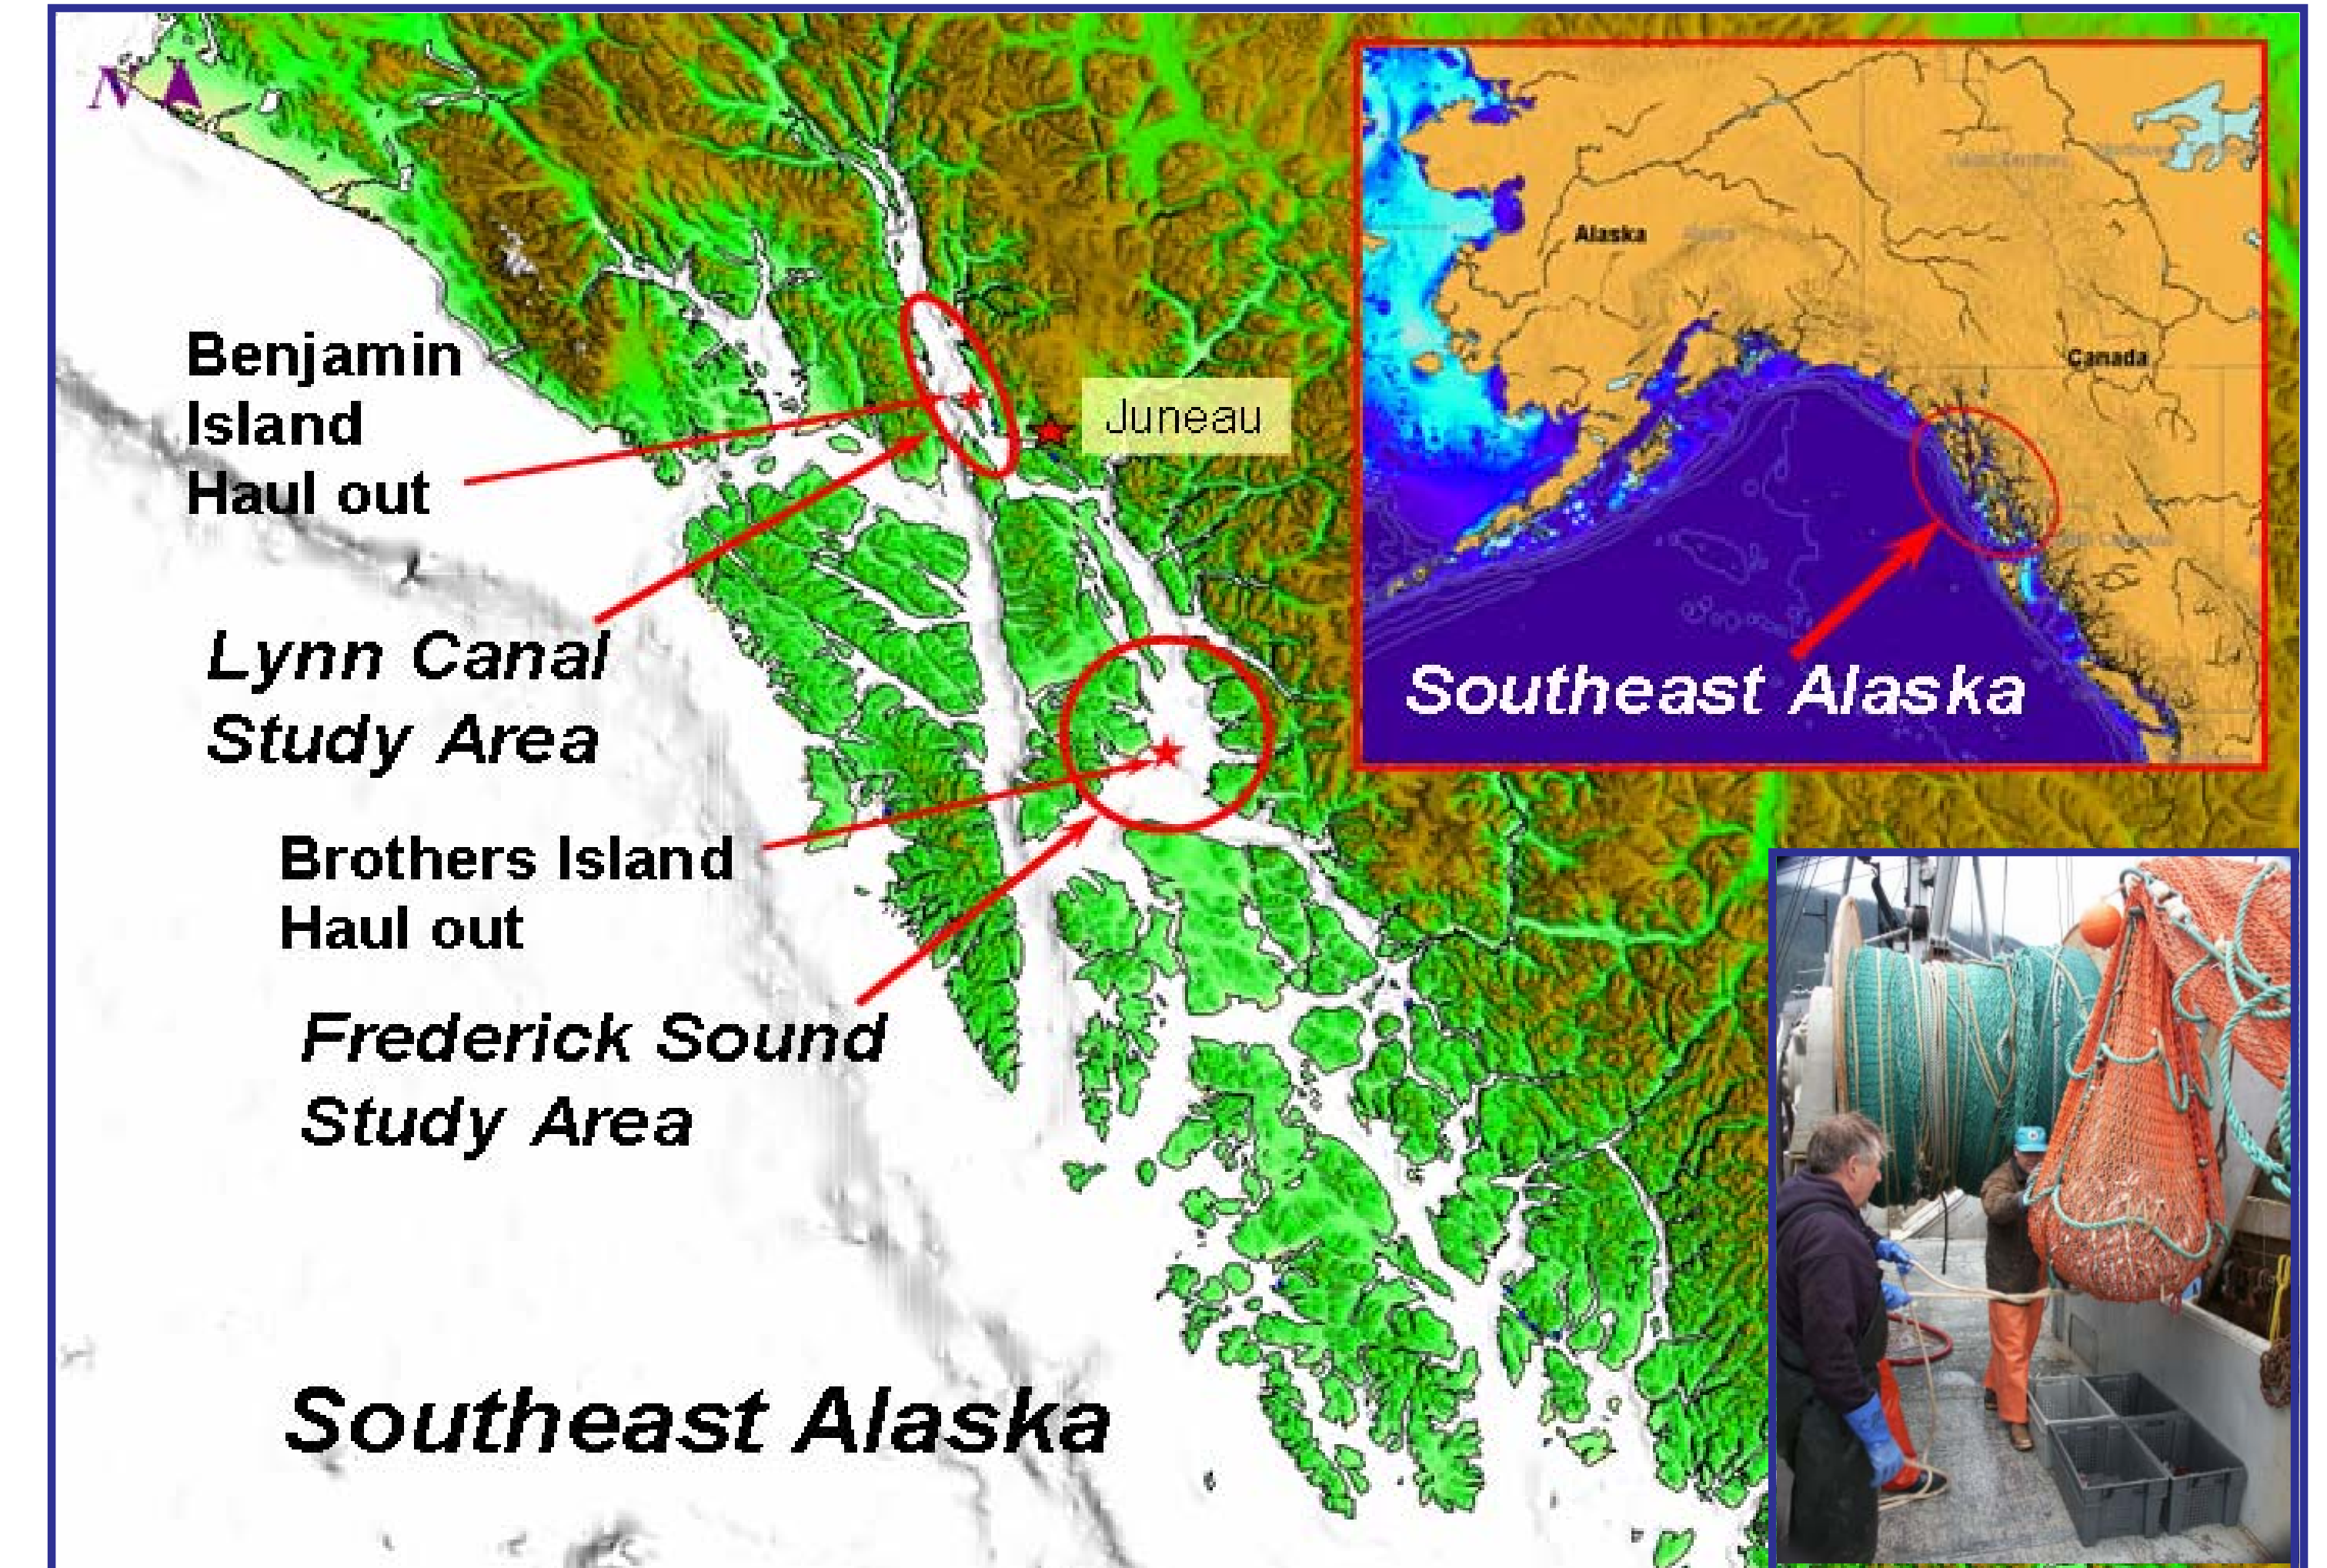 N
Benjamin
Island
Haul out
Juneau
Lynn Canal
Study Area
Brothers Island
Haul out
Frederick Sound
Study Area
Southeast Alaska
Alaska
Canada
Southeast Alaska